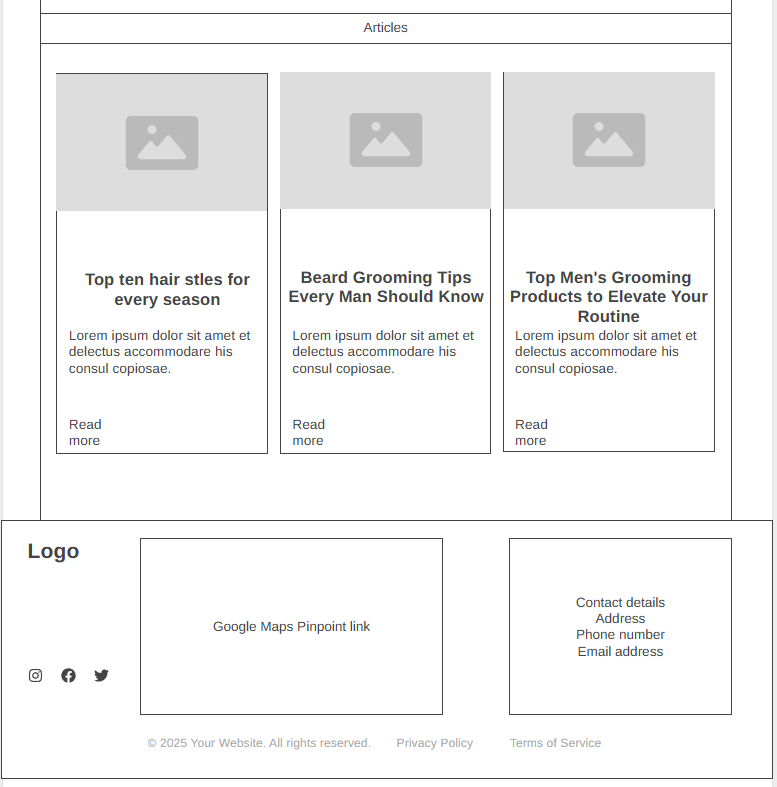 Articles
Top ten hair stles for
every season
Lorem ipsum dolor sit amet et
delectus accommodare his
consul copiosae.
Read
more
Beard Grooming Tips
Every Man Should Know
Lorem ipsum dolor sit amet et
delectus accommodare his
consul copiosae.
Read
more
Top Men's Grooming
Products to Elevate Your
Routine
Lorem ipsum dolor sit amet et
delectus accommodare his
consul copiosae.
Read
more
Logo
Google Maps Pinpoint link
Contact details
Address
Phone number
Email address
© 2025 Your Website. All rights reserved.
Privacy Policy
Terms of Service